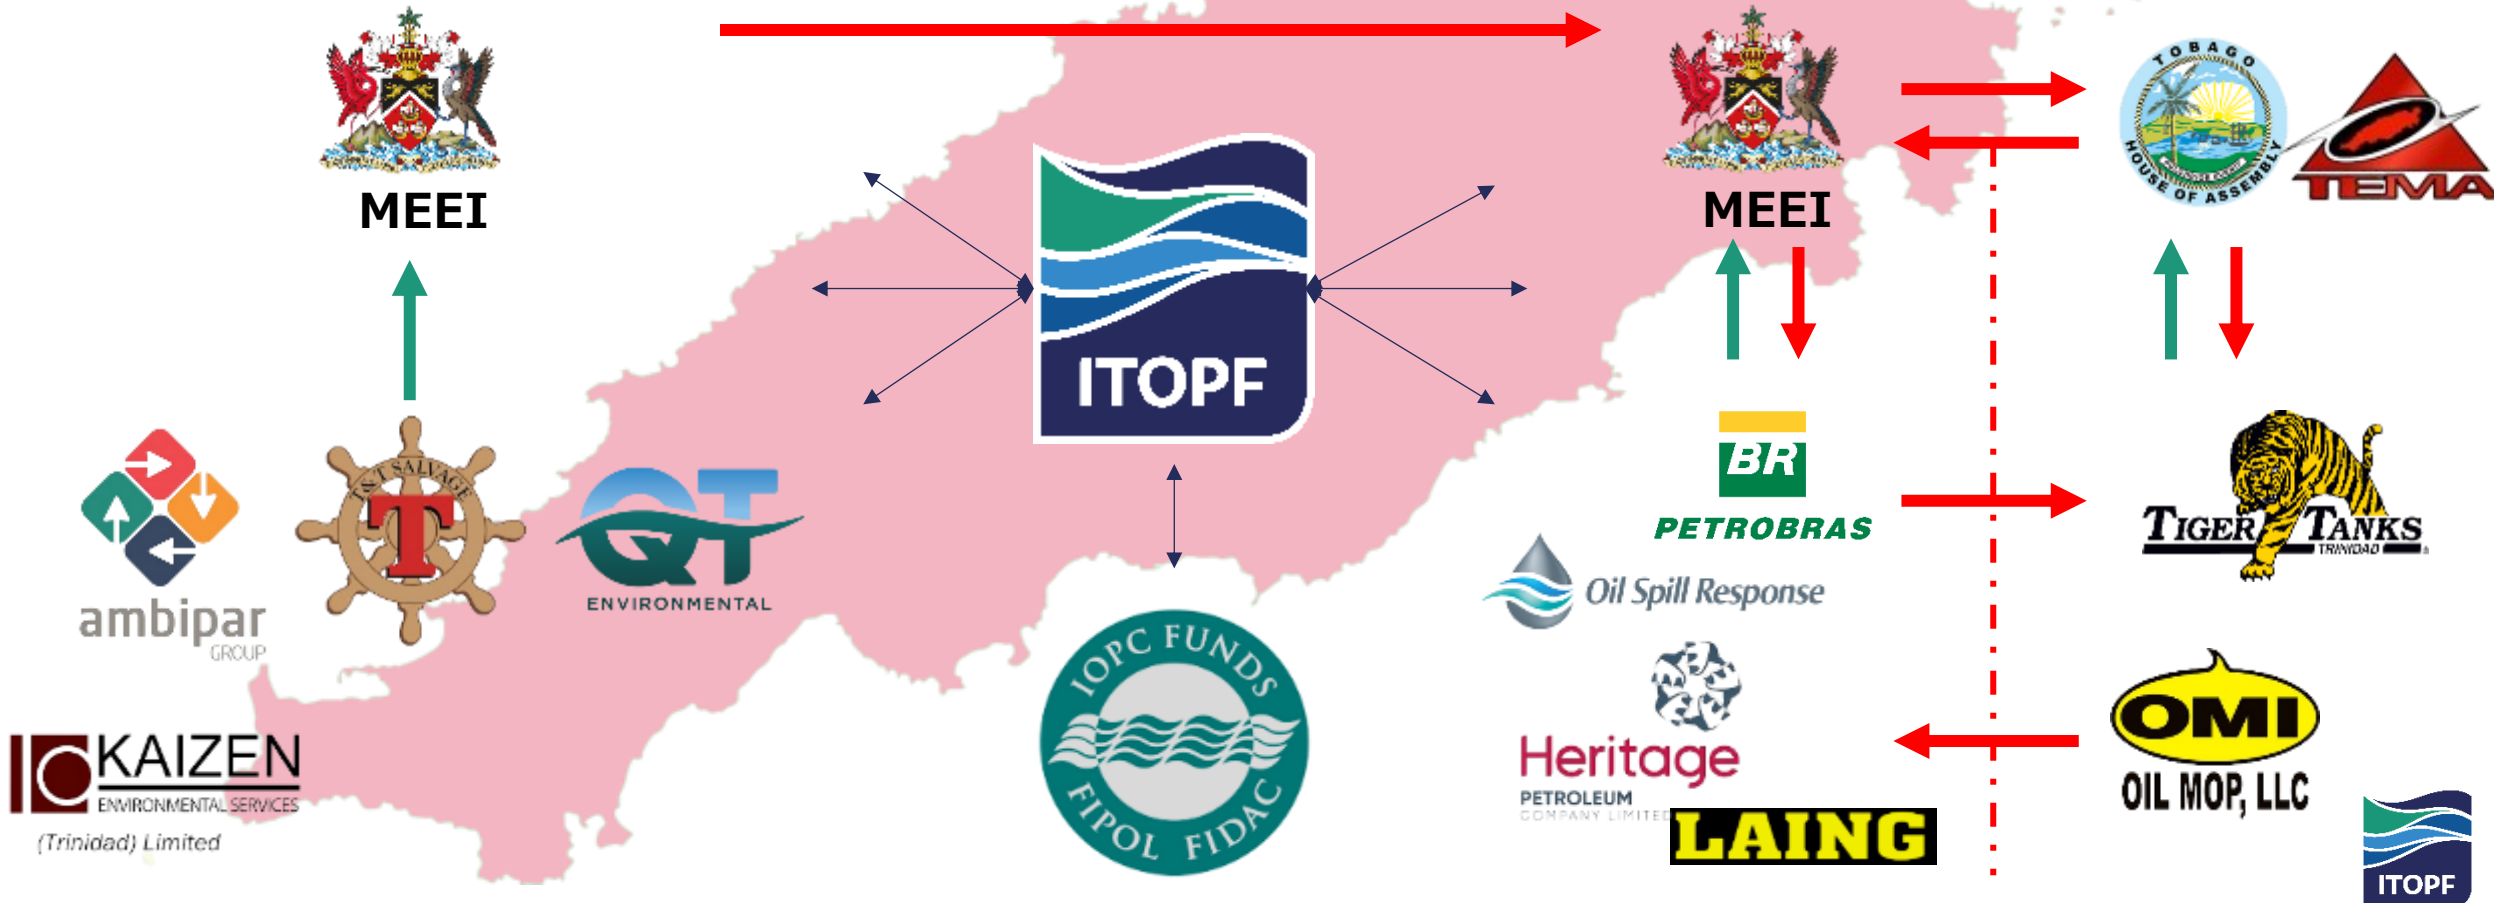 MEEI
MEEI
TOBAGO
HOUSE OF ASSEMBLY
TEMA
ITOPF
ambipar
GROUP
T&T SALVAGE
T
QT
ENVIRONMENTAL
BR
PETROBRAS
Oil Spill Response
TIGER TANKS
TRINIDAD
IOPC FUNDS
FIPOL FIDAC
KAIZEN
ENVIRONMENTAL SERVICES
(Trinidad) Limited
Heritage
PETROLEUM
COMPANY LIMITED
LAING
OMI
OIL MOP, LLC
ITOPF